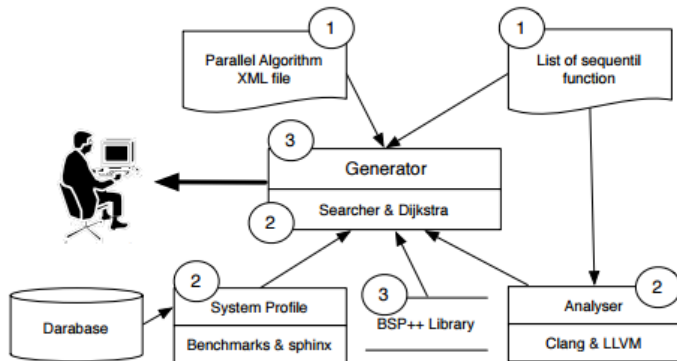 1
Parallel Algorithm
XML file
1
List of sequentil
function
3
Generator
2
Searcher & Dijkstra
Darabase
2
System Profile
Benchmarks & sphinx
3
BSP++ Library
2
Analyser
Clang & LLVM